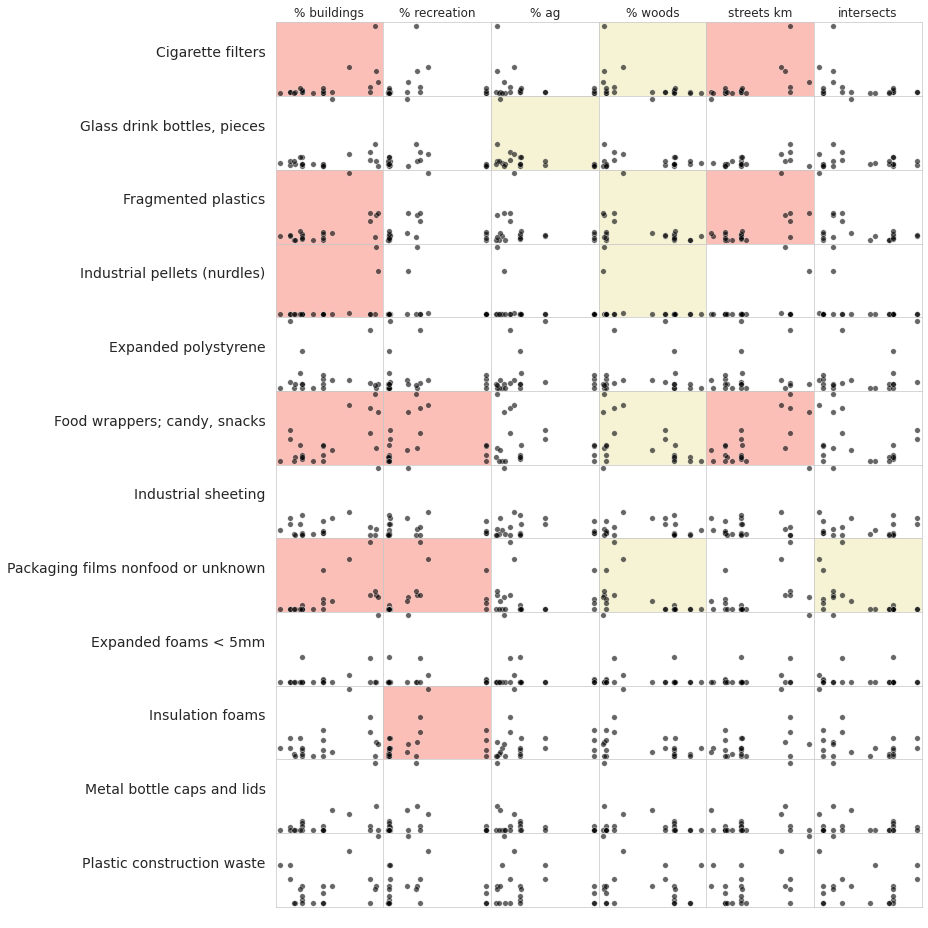 % buildings % recreation % ag % woods streets km intersects
Cigarette filters
Glass drink bottles, pieces
Fragmented plastics
Industrial pellets (nurdles)
Expanded polystyrene
Food wrappers; candy, snacks
Industrial sheeting
Packaging films nonfood or unknown
Expanded foams < 5mm
Insulation foams
Metal bottle caps and lids
Plastic construction waste